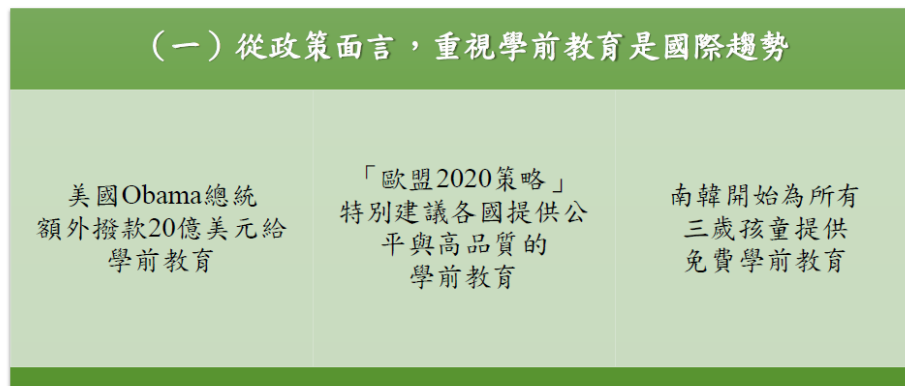 （一）從政策面言，重視學前教育是國際趨勢
美國Obama總統
額外撥款20億美元給
學前教育
「歐盟2020策略」
特別建議各國提供公
平與高品質的
學前教育
南韓開始為所有
三歲孩童提供
免費學前教育